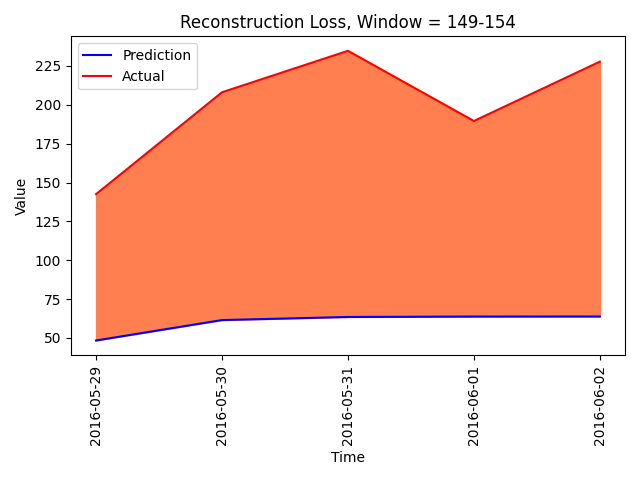 Reconstruction Loss, Window = 149-154
Prediction
Actual
225
200
175
150
125
100
75
50
Value
2016-05-29
2016-05-30
2016-05-31
2016-06-01
2016-06-02
Time